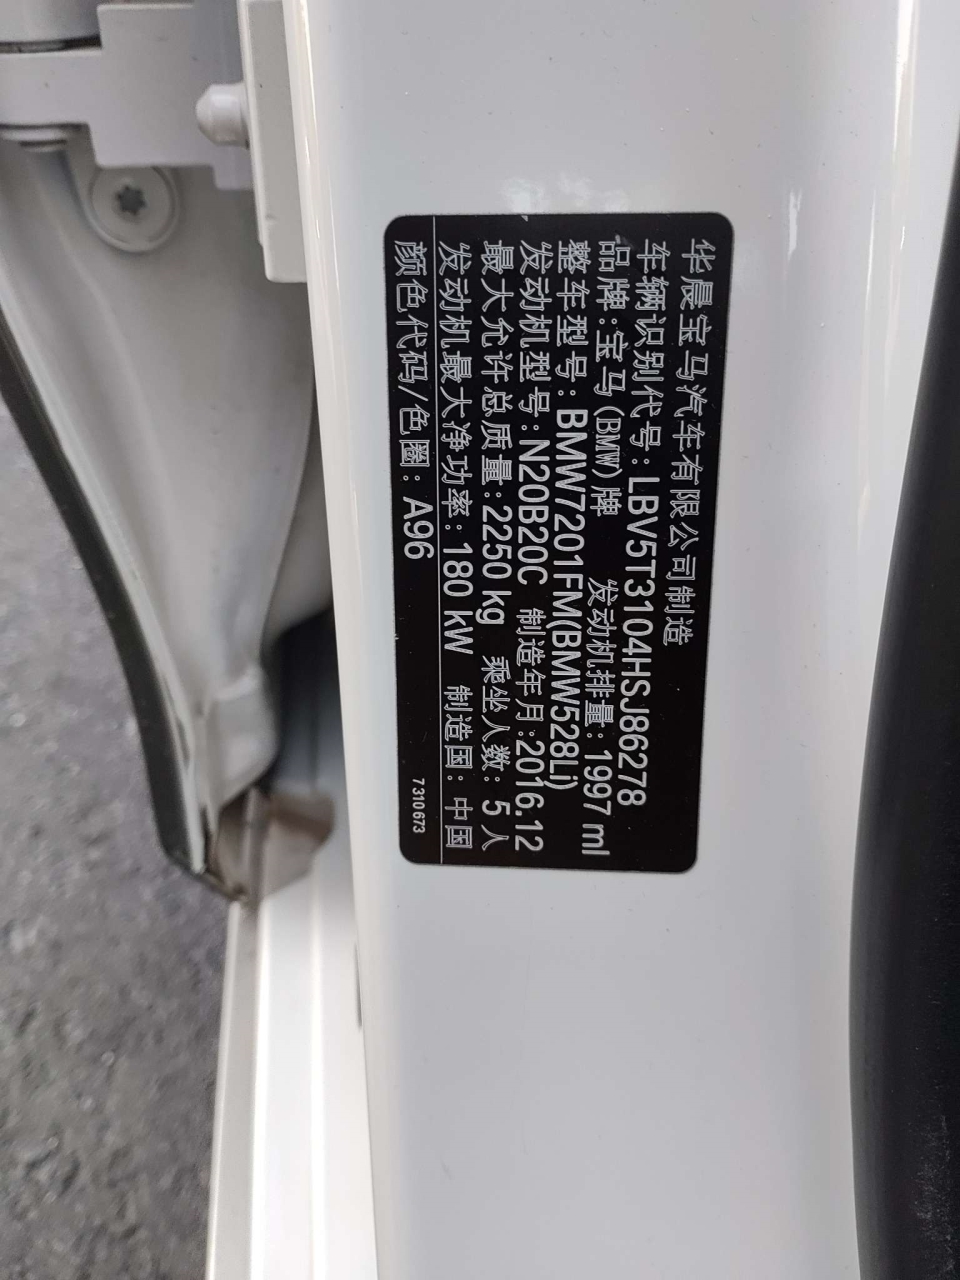 华晨宝马汽车有限公司制造
车辆识别代号:LBV5T3104HSJ86278
品牌:宝马(BMW)牌 发动机排量:1997 ml
整车型号:BMW7201FM(BMW528Li)
发动机型号:N20B20C 制造年月:2016.12
最大允许总质量:2250 kg 乘坐人数:5人
发动机最大净功率:180 kW 制造国:中国
颜色代码/色圈:A96
7310673